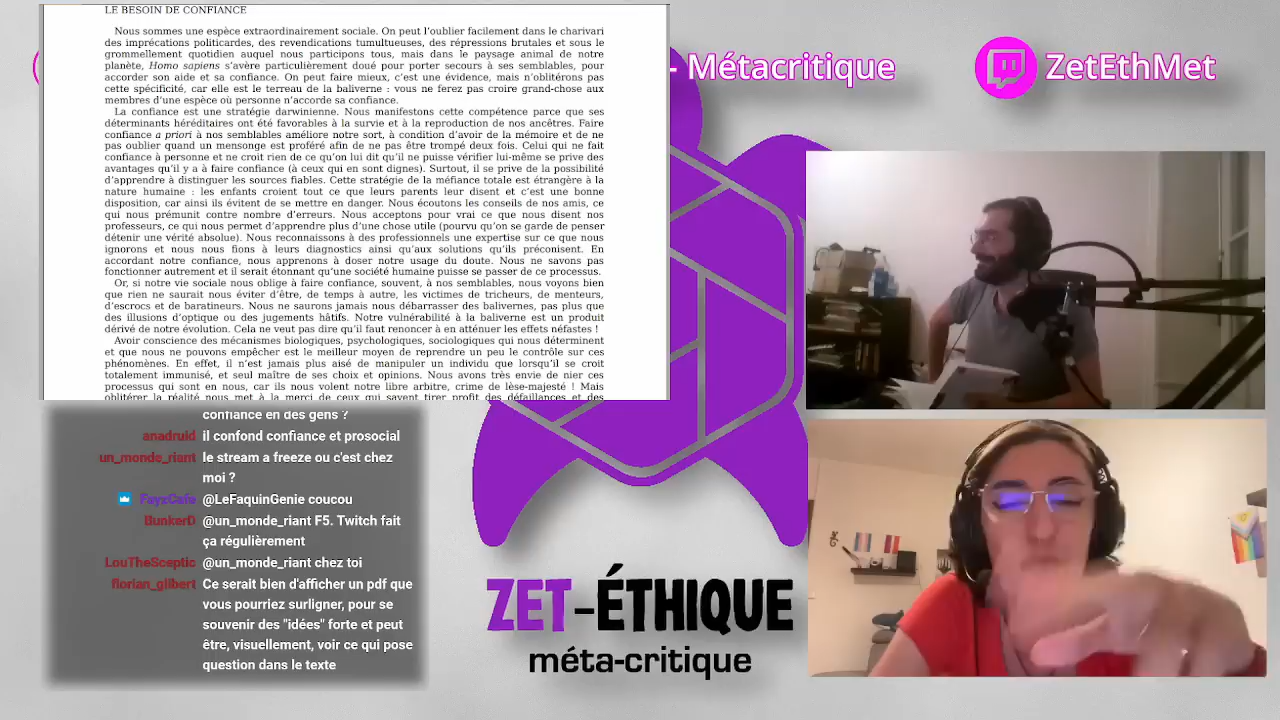 LE BESOIN DE CONFIANCE
Nous sommes une espèce extraordinairement sociale. On peut l'oublier facilement dans le charivari
des imprécations politicardes, des revendications tumultueuses, des répressions brutales et sous le
grommellement quotidien auquel nous participons tous, mais dans le paysage animal de notre
planète, Homo sapiens s'avère particulièrement doué pour porter secours à ses semblables, pour
accorder son aide et sa confiance. On peut faire mieux, c'est une évidence, mais n'oblitérons pas
cette spécificité, car elle est le terreau de la baliverne : vous ne ferez pas croire grand-chose aux
membres d'une espèce où personne n'accorde sa confiance.
La confiance est une stratégie darwinienne. Nous manifestons cette compétence parce que ses
déterminants héréditaires ont été favorables à la survie et à la reproduction de nos ancêtres. Faire
confiance a priori à nos semblables améliore notre sort, à condition d'avoir de la mémoire et de ne
pas oublier quand un mensonge est proféré afin de ne pas être trompé deux fois. Celui qui ne fait
confiance à personne et ne croit rien de ce qu'on lui dit qu'il ne puisse vérifier lui-même se prive des
avantages qu'il y a à faire confiance (à ceux qui en sont dignes). Surtout, il se prive de la possibilité
d'apprendre à distinguer les sources fiables. Cette stratégie de la méfiance totale est étrangère à la
nature humaine : les enfants croient tout ce que leurs parents leur disent et c'est une bonne
disposition, car ainsi ils évitent de se mettre en danger. Nous écoutons les conseils de nos amis, ce
qui nous prémunit contre nombre d'erreurs. Nous acceptons pour vrai ce que nous disent nos
professeurs, ce qui nous permet d'apprendre plus d'une chose utile (pourvu qu'on se garde de penser
détenir une vérité absolue). Nous reconnaissons à des professionnels une expertise sur ce que nous
ignorons et nous nous fions à leurs diagnostics ainsi qu'aux solutions qu'ils préconisent. En
accordant notre confiance, nous apprenons à doser notre usage du doute. Nous ne savons pas
fonctionner autrement et il serait étonnant qu'une société humaine puisse se passer de ce processus.
Or, si notre vie sociale nous oblige à faire confiance, souvent, à nos semblables, nous voyons bien
que rien ne saurait nous éviter d'être, de temps à autre, les victimes de tricheurs, de menteurs,
d'escrocs et de baratineurs. Nous ne saurons jamais nous débarrasser des balivernes, pas plus que
des illusions d'optique ou des jugements hâtifs. Notre vulnérabilité à la baliverne est un produit
dérivé de notre évolution. Cela ne veut pas dire qu'il faut renoncer à en atténuer les effets néfastes !
Avoir conscience des mécanismes biologiques, psychologiques, sociologiques qui nous déterminent
et que nous ne pouvons empêcher est le meilleur moyen de reprendre un peu le contrôle sur ces
phénomènes. En effet, il n'est jamais plus aisé de manipuler un individu que lorsqu'il se croit
totalement immunisé, et seul maître de ses choix et opinions. Nous avons très envie de nier ces
processus qui sont en nous, car ils nous volent notre libre arbitre, crime de lèse-majesté ! Mais
oblitérer la réalité nous met à la merci de ceux qui savent tirer profit des défaillances et des
- Métacritique
ZetEthMet
confiance en des gens ?
anadruid il confond confiance et prosocial
un_monde_riant le stream a freeze ou c'est chez
moi ?
FayxCafe @LeFaquinGenie coucou
BunkerD @un_monde_riant F5. Twitch fait
ça régulièrement
LouTheSceptic @un_monde_riant chez toi
florian_gilbert Ce serait bien d'afficher un pdf que
vous pourriez surligner, pour se
souvenir des "idées" forte et peut
être, visuellement, voir ce qui pose
question dans le texte
ZET-ÉTHIQUE
méta-critique